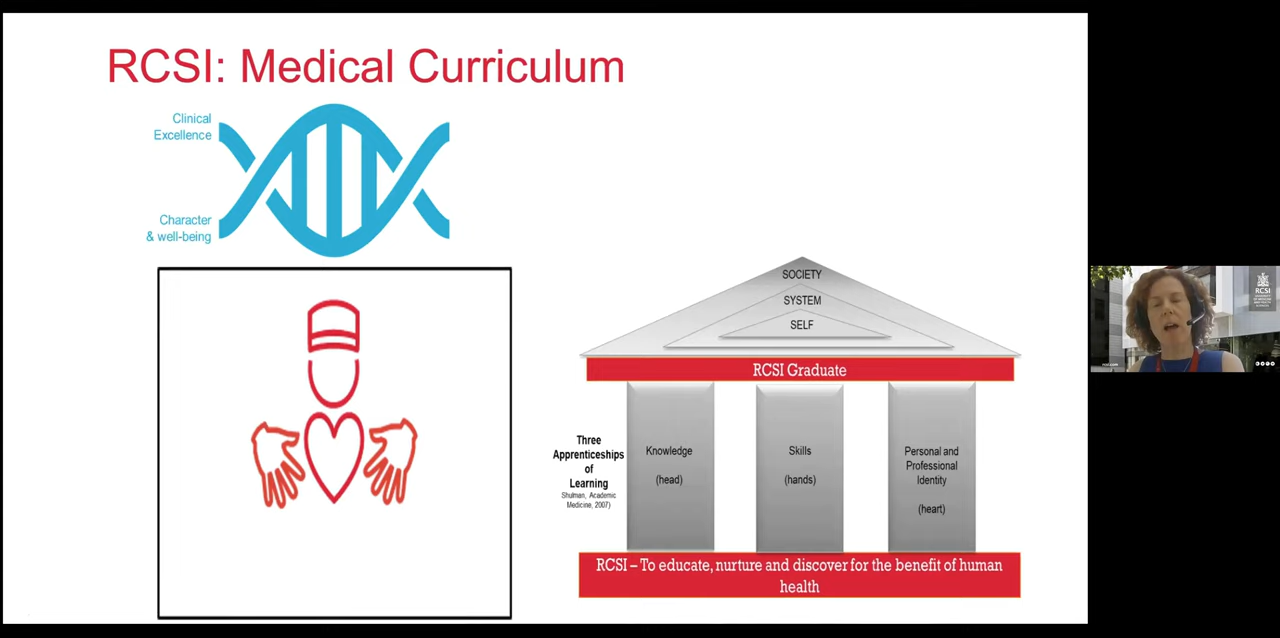 RCSI: Medical Curriculum
Clinical
Excellence
Character
& well-being
SOCIETY
SYSTEM
SELF
RCSI Graduate
Three
Apprenticeships
of
Learning
Shulman, Academic
Medicine, 2007)
Knowledge
(head)
Skills
(hands)
Personal and
Professional
Identity
(heart)
RCSI – To educate, nurture and discover for the benefit of human
health
RCSI